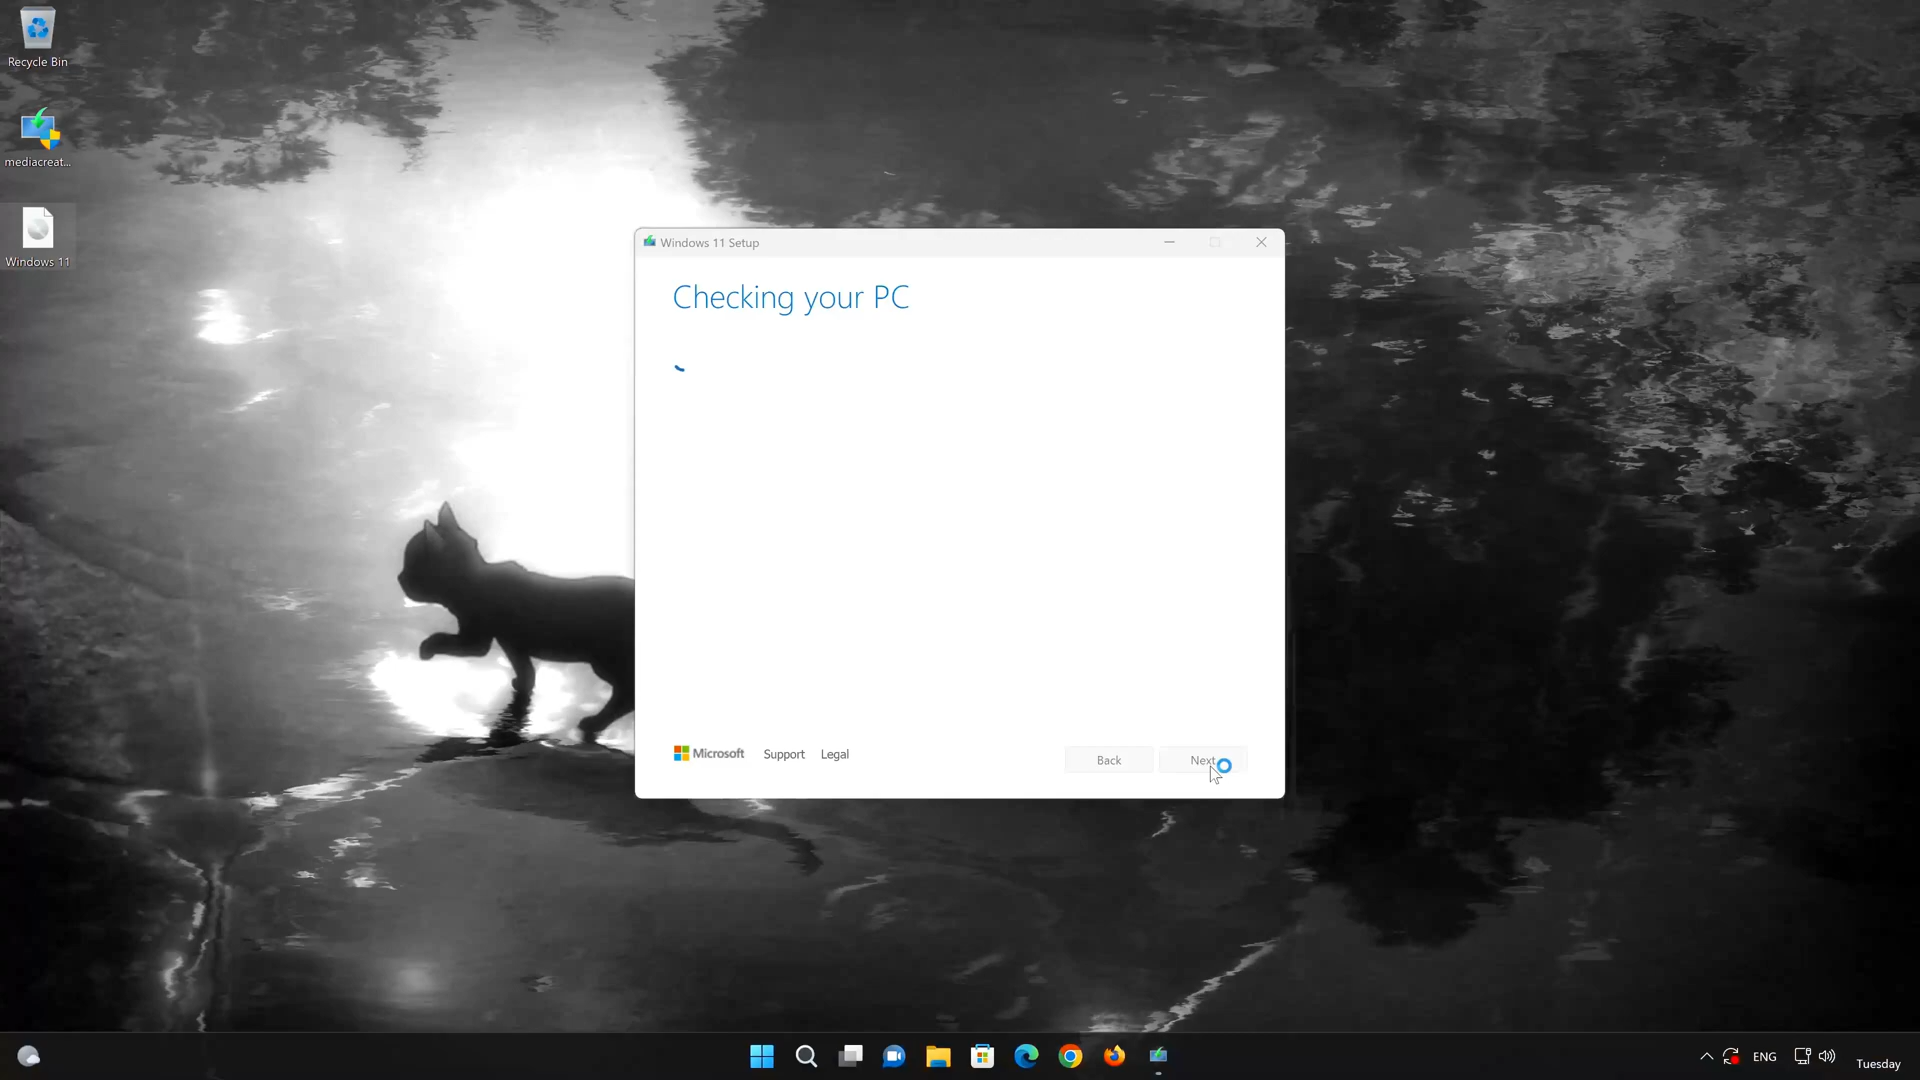 Recycle Bin
mediacreat...
Windows 11
Windows 11 Setup
Checking your PC
Microsoft
Support
Legal
Back
Next
ENG
Tuesday